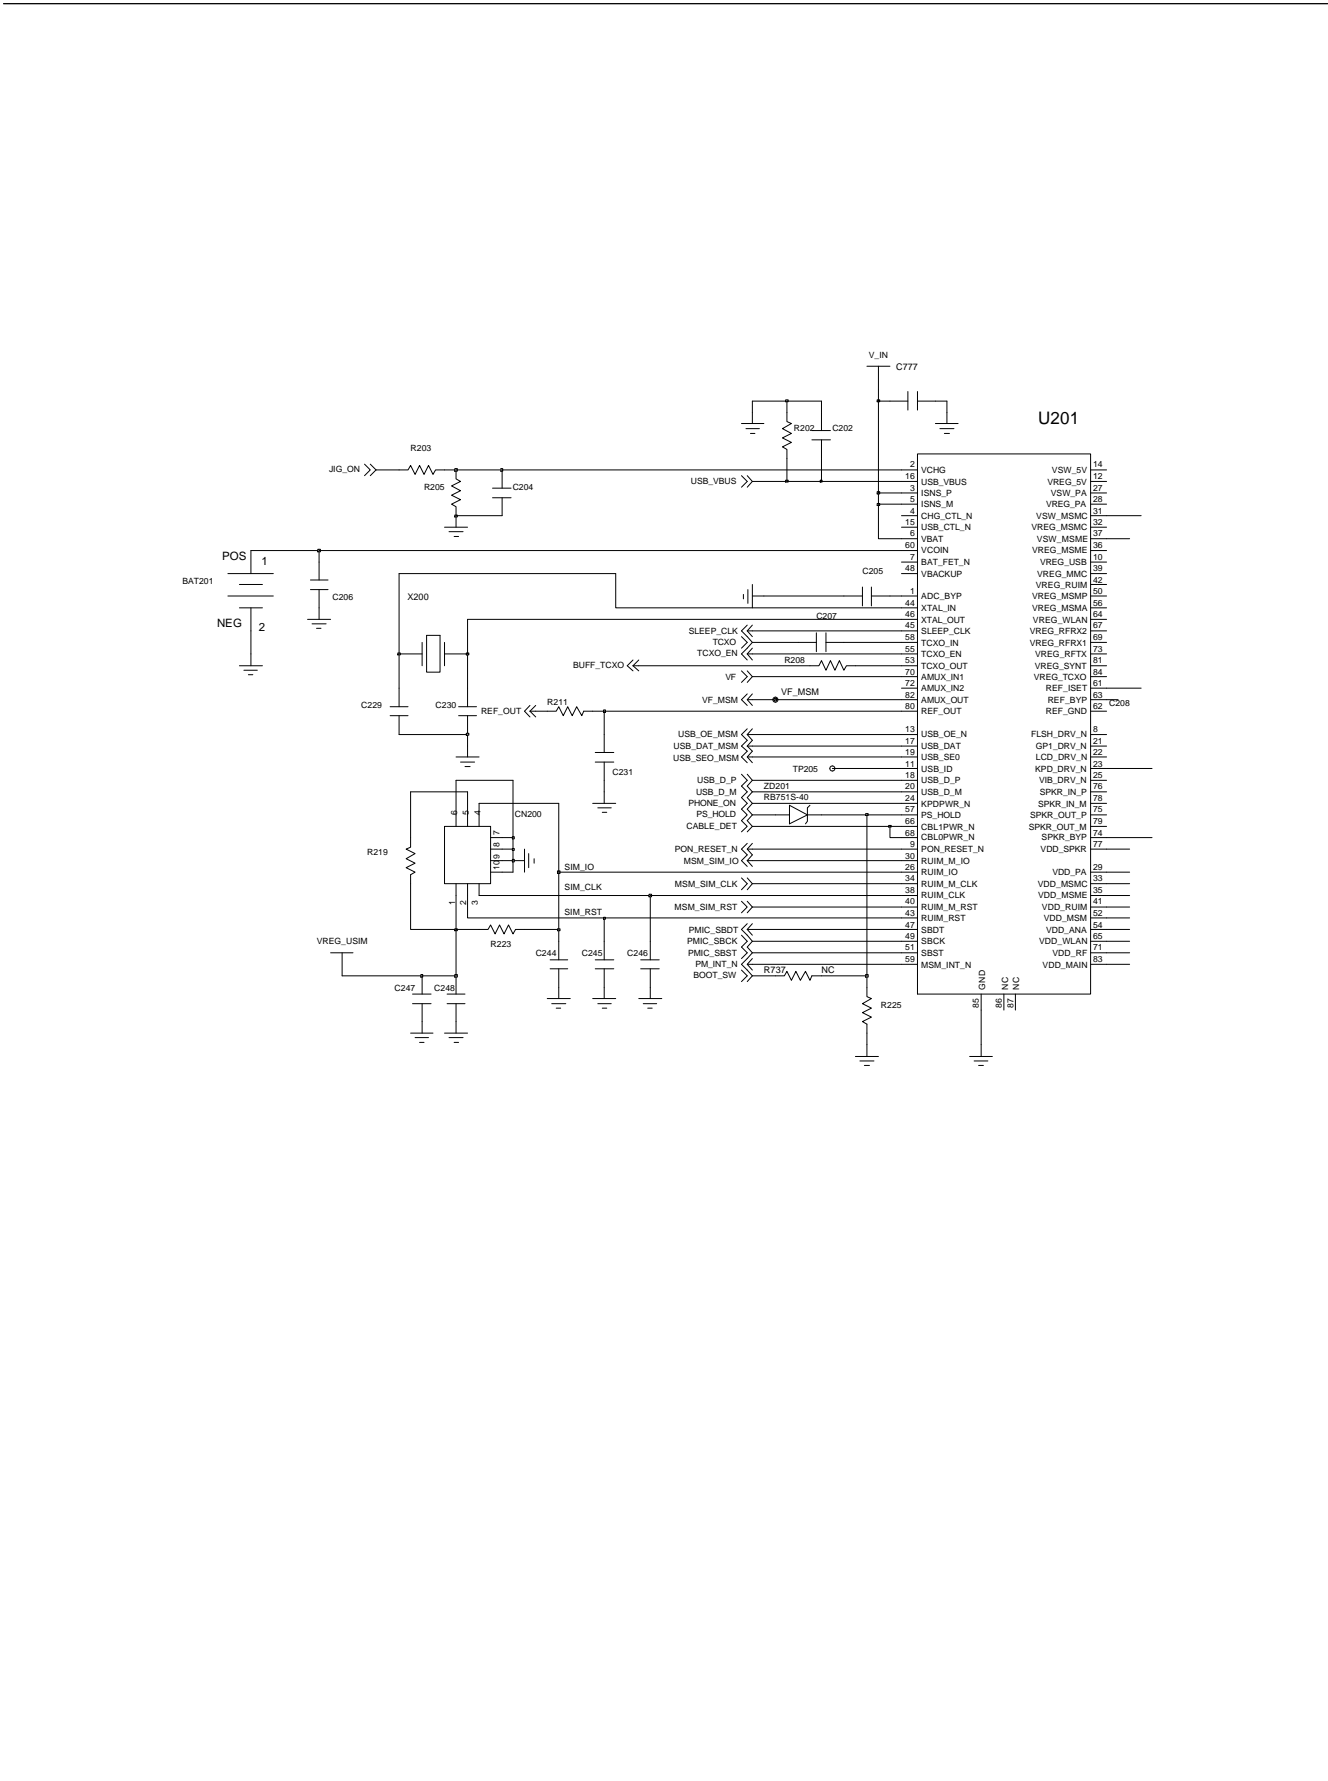 V_IN
C777
U201
R202
C202
R203
JIG_ON
R205
C204
USB_VBUS
2 VCHG
16 USB_VBUS
3 ISNS_P
5 ISNS_M
4 CHG_CTL_N
15 USB_CTL_N
6 VBAT
60 VCOIN
7 BAT_FET_N
48 VBACKUP
1 ADC_BYP
44 XTAL_IN
46 XTAL_OUT
45 SLEEP_CLK
58 TCXO_IN
55 TCXO_EN
53 TCXO_OUT
70 AMUX_IN1
72 AMUX_IN2
82 AMUX_OUT
80 REF_OUT
13 USB_OE_N
17 USB_DAT
19 USB_SE0
11 USB_ID
18 USB_D_P
20 USB_D_M
24 KPDPWR_N
57 PS_HOLD
66 CBL1PWR_N
68 CBL0PWR_N
9 PON_RESET_N
30 RUIM_M_IO
26 RUIM_IO
34 RUIM_M_CLK
38 RUIM_CLK
40 RUIM_M_RST
43 RUIM_RST
47 SBDT
49 SBCK
51 SBST
59 MSM_INT_N
VSW_5V 14
VREG_5V 12
VSW_PA 27
VREG_PA 28
VSW_MSMC 31
VREG_MSMC 32
VSW_MSME 37
VREG_MSME 36
VREG_USB 10
VREG_MMC 39
VREG_RUIM 42
VREG_MSMP 50
VREG_MSMA 56
VREG_WLAN 64
VREG_RFRX2 67
VREG_RFRX1 69
VREG_RFTX 73
VREG_SYNT 81
VREG_TCXO 84
REF_ISET 61
REF_BYP 63
C208
REF_GND 62
FLSH_DRV_N 8
GP1_DRV_N 21
LCD_DRV_N 22
KPD_DRV_N 23
VIB_DRV_N 25
SPKR_IN_P 76
SPKR_IN_M 78
SPKR_OUT_P 75
SPKR_OUT_M 79
SPKR_BYP 74
VDD_SPKR 77
VDD_PA 29
VDD_MSMC 33
VDD_MSME 35
VDD_RUIM 41
VDD_MSM 52
VDD_ANA 54
VDD_WLAN 65
VDD_RF 71
VDD_MAIN 83
GND 85
NC 86
NC 87
POS
1
BAT201
NEG
2
C206
X200
C229
C230
C205
C207
SLEEP_CLK
TCXO
TCXO_EN
BUFF_TCXO
R208
VF
VF_MSM
VF_MSM
REF_OUT
R211
C231
USB_OE_MSM
USB_DAT_MSM
USB_SEO_MSM
TP205
USB_D_P
USB_D_M
ZD201
PHONE_ON
RB751S-40
PS_HOLD
CABLE_DET
PON_RESET_N
MSM_SIM_IO
MSM_SIM_CLK
MSM_SIM_RST
PMIC_SBDT
PMIC_SBCK
PMIC_SBST
PM_INT_N
BOOT_SW
R737
NC
R225
CN200
6 5 4
7
8
9
10
1 2 3
R219
SIM_IO
SIM_CLK
SIM_RST
R223
VREG_USIM
C244
C245
C246
C247
C248